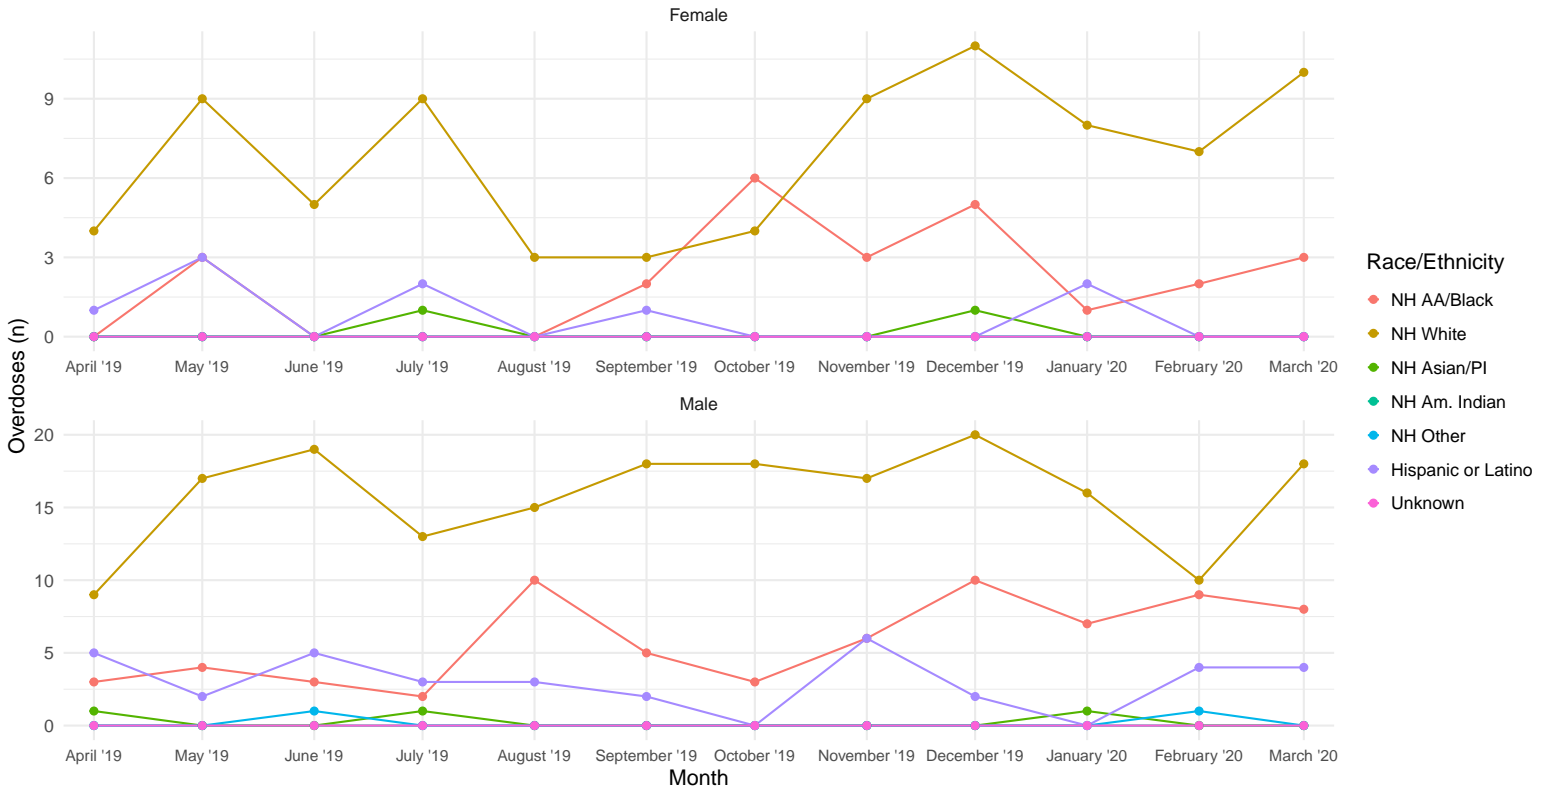 Female
9
6
3
0
April '19 May '19 June '19 July '19 August '19 September '19 October '19 November '19 December '19 January '20 February '20 March '20
Overdoses (n)
Male
20
15
10
5
0
April '19 May '19 June '19 July '19 August '19 September '19 October '19 November '19 December '19 January '20 February '20 March '20
Month
Race/Ethnicity
NH AA/Black
NH White
NH Asian/PI
NH Am. Indian
NH Other
Hispanic or Latino
Unknown